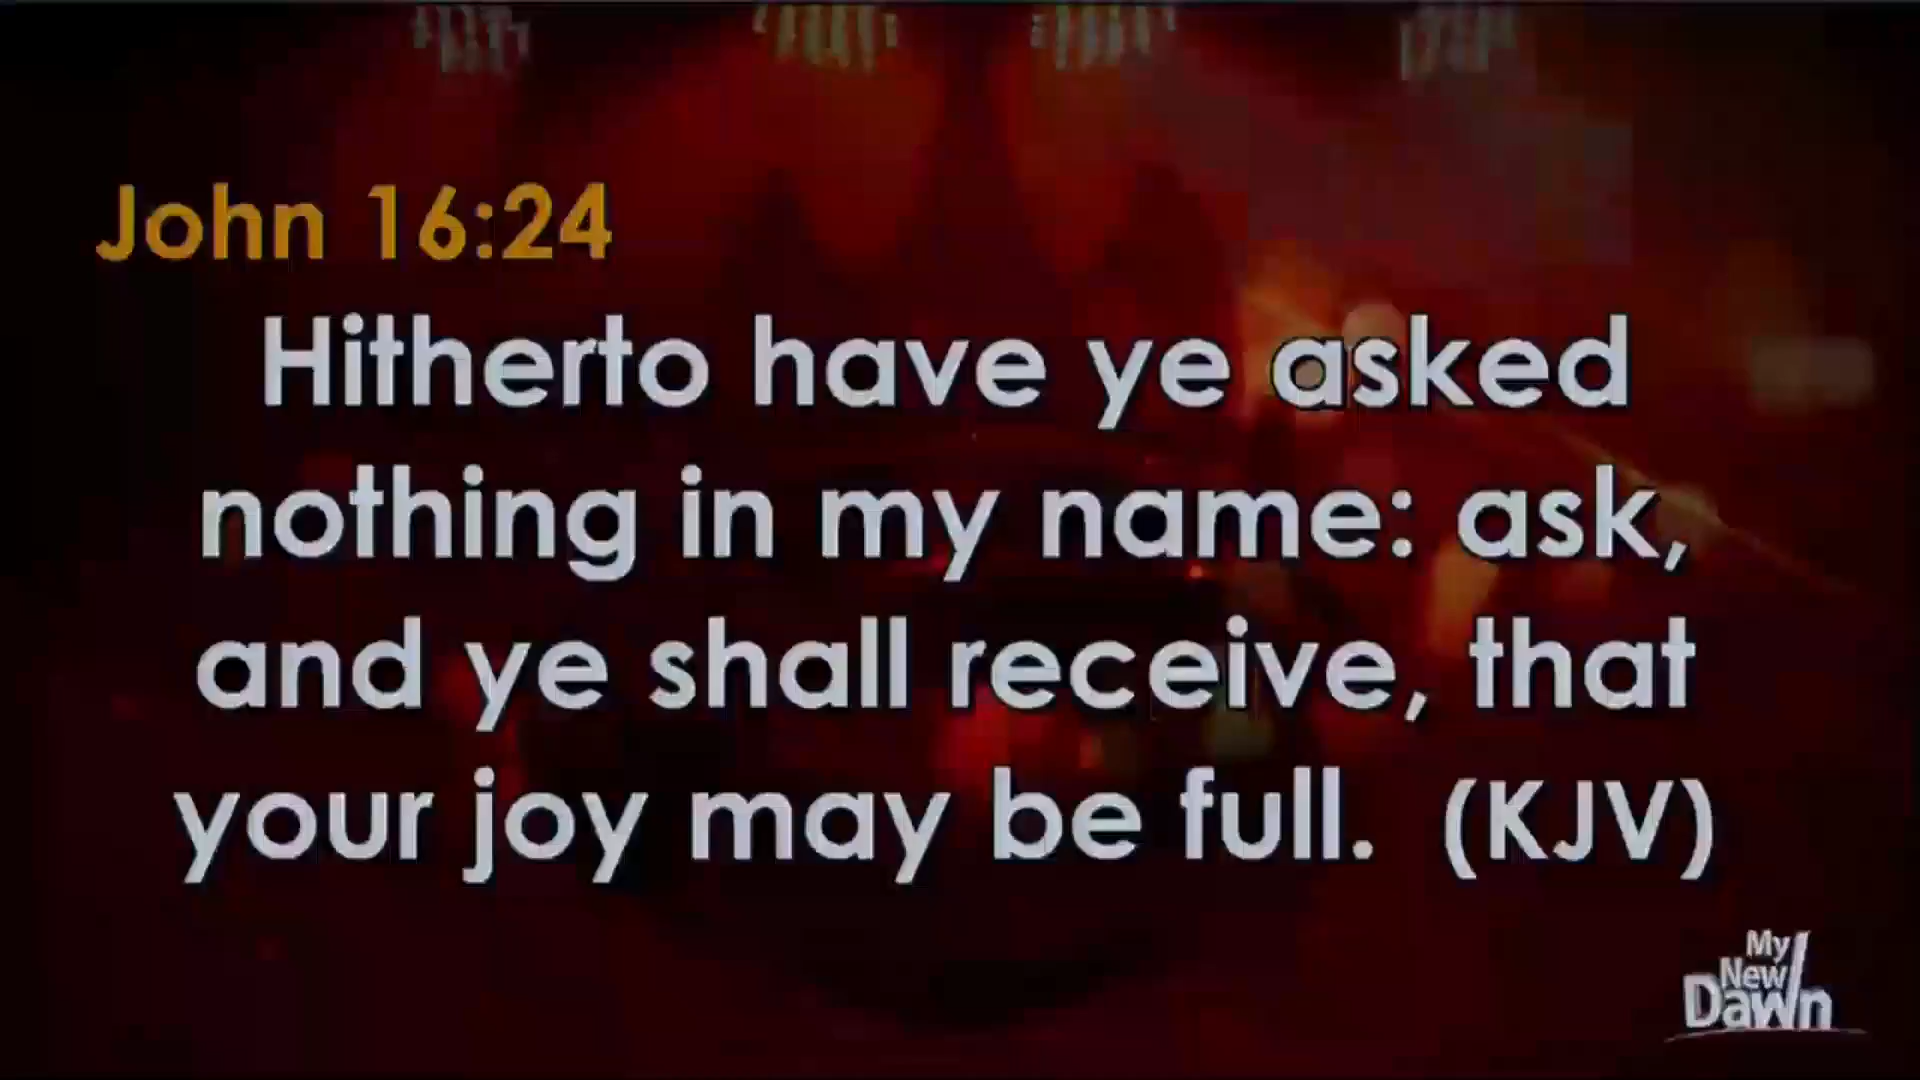 John 16:24
Hitherto have ye asked
nothing in my name: ask,
and ye shall receive, that
your joy may be full. (KJV)
My
New
Dawn